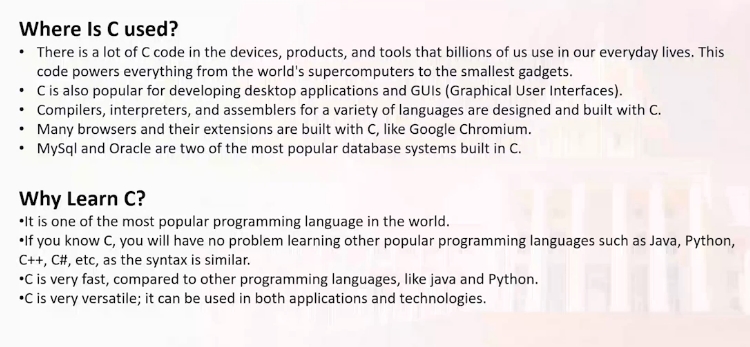 Where Is C used?
• There is a lot of C code in the devices, products, and tools that billions of us use in our everyday lives. This
code powers everything from the world's supercomputers to the smallest gadgets.
• C is also popular for developing desktop applications and GUIs (Graphical User Interfaces).
• Compilers, interpreters, and assemblers for a variety of languages are designed and built with C.
• Many browsers and their extensions are built with C, like Google Chromium.
• MySql and Oracle are two of the most popular database systems built in C.
Why Learn C?
•It is one of the most popular programming language in the world.
•If you know C, you will have no problem learning other popular programming languages such as Java, Python,
C++, C#, etc, as the syntax is similar.
•C is very fast, compared to other programming languages, like java and Python.
•C is very versatile; it can be used in both applications and technologies.